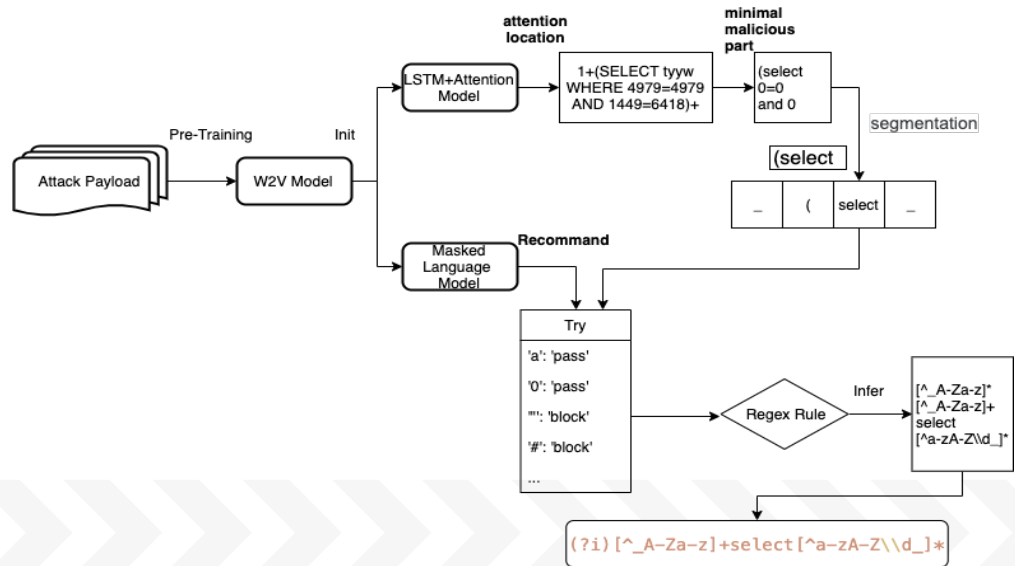 attention
location
minimal
malicious
part
LSTM+Attention
Model
1+(SELECT tyyw
WHERE 4979=4979
AND 1449=6418)+
(select
0=0
and 0
Pre-Training
Init
segmentation
Attack Payload
W2V Model
(select
_
(
select
_
Masked
Language
Model
Recommand
Try
'a': 'pass'
'0': 'pass'
'"': 'block'
'#': 'block'
...
Regex Rule
Infer
[^_A-Za-z]*
[^_A-Za-z]+
select
[^a-zA-Z\\d_]*
(?i)[^_A-Za-z]+select[^a-zA-Z\\d_]*